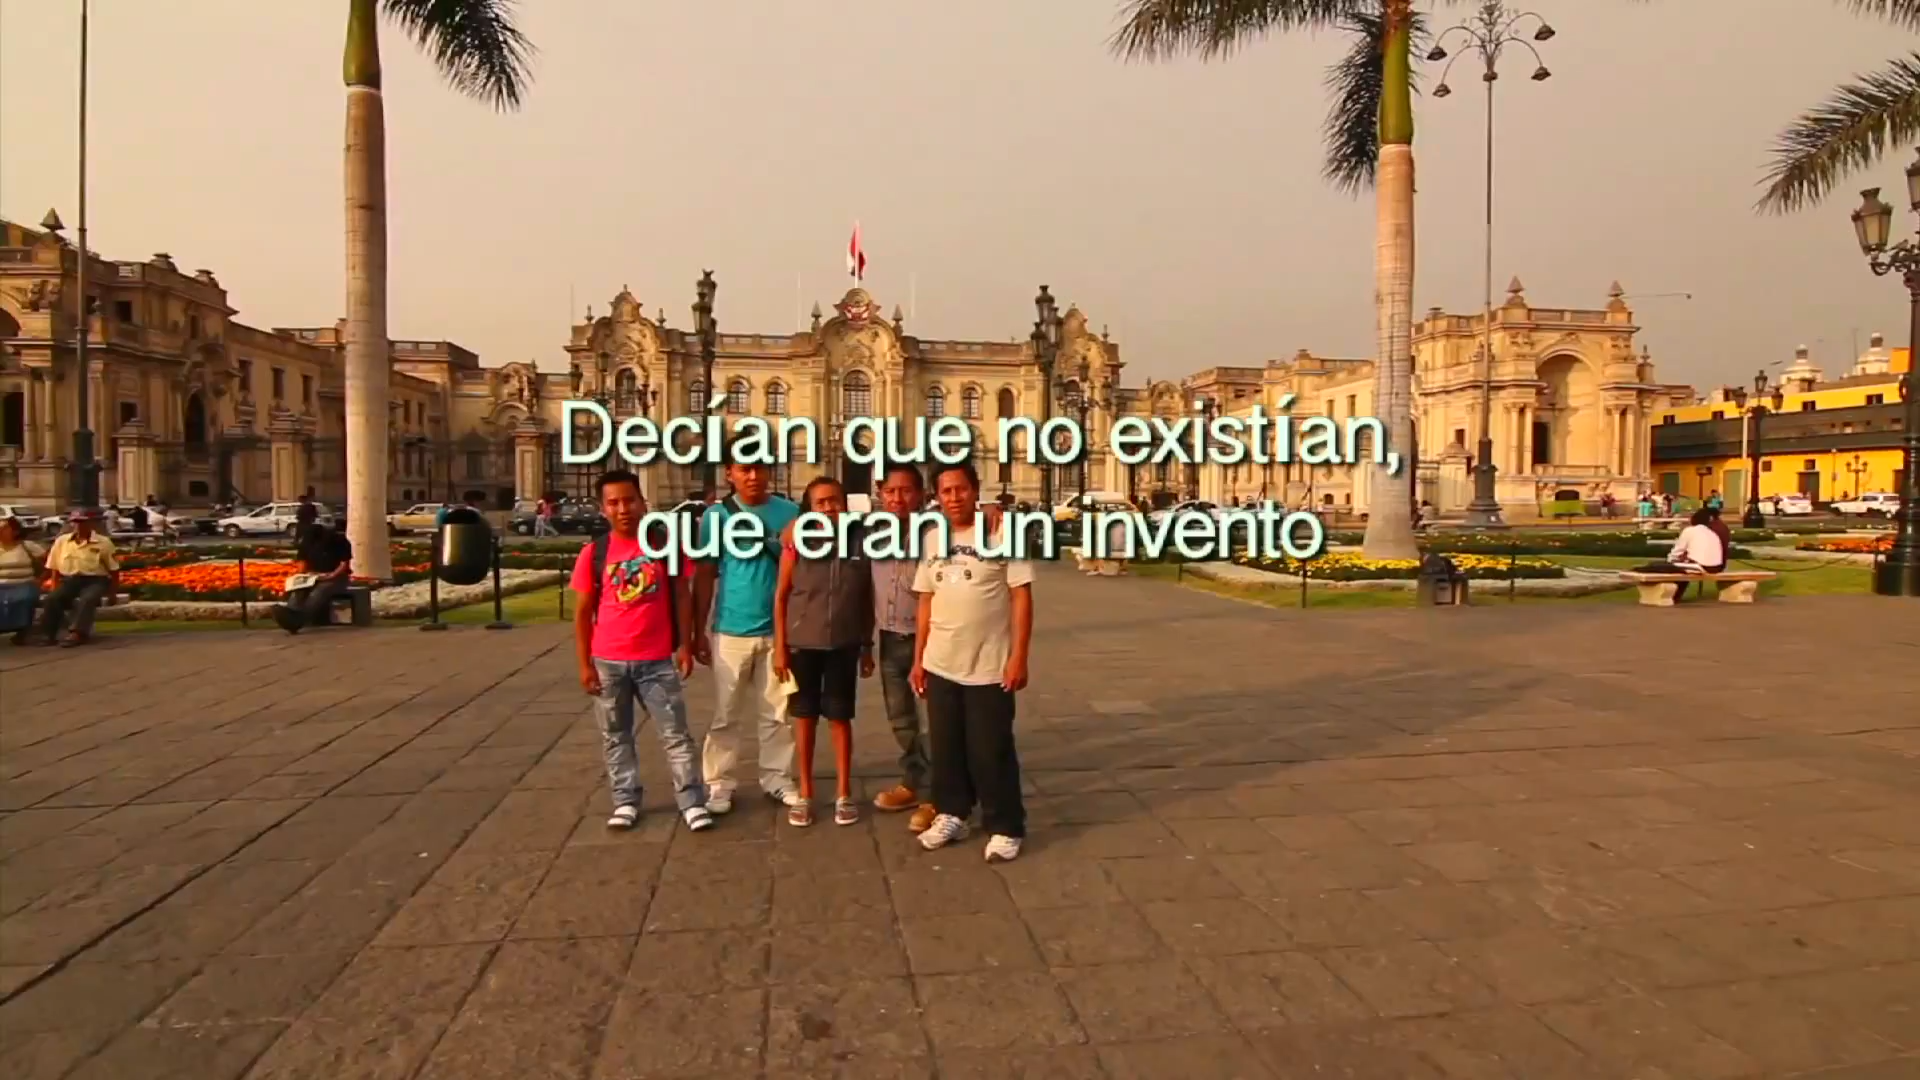 Decían que no existían,
que eran un invento